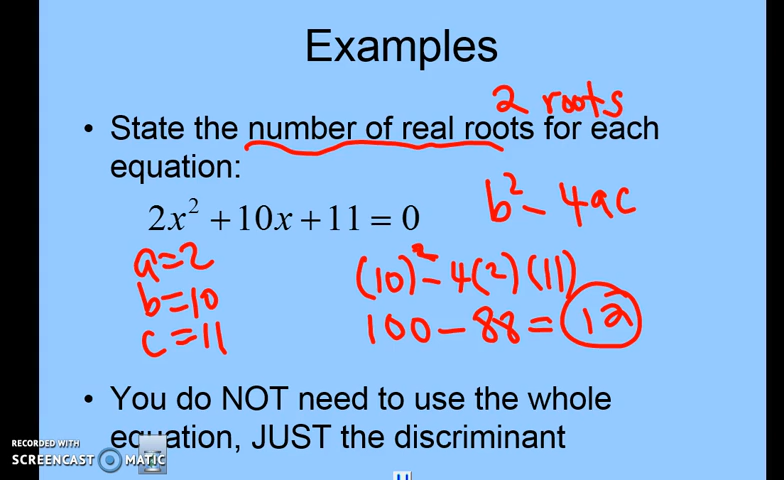 Examples
2 roots
• State the number of real roots for each
equation:
b² - 4ac
2x² + 10x + 11 = 0
a=2
(10)² - 4(2)(11)
b=10
100 - 88 = 12
c=11
• You do NOT need to use the whole
equation, JUST the discriminant
RECORDED WITH
SCREENCAST MATIC